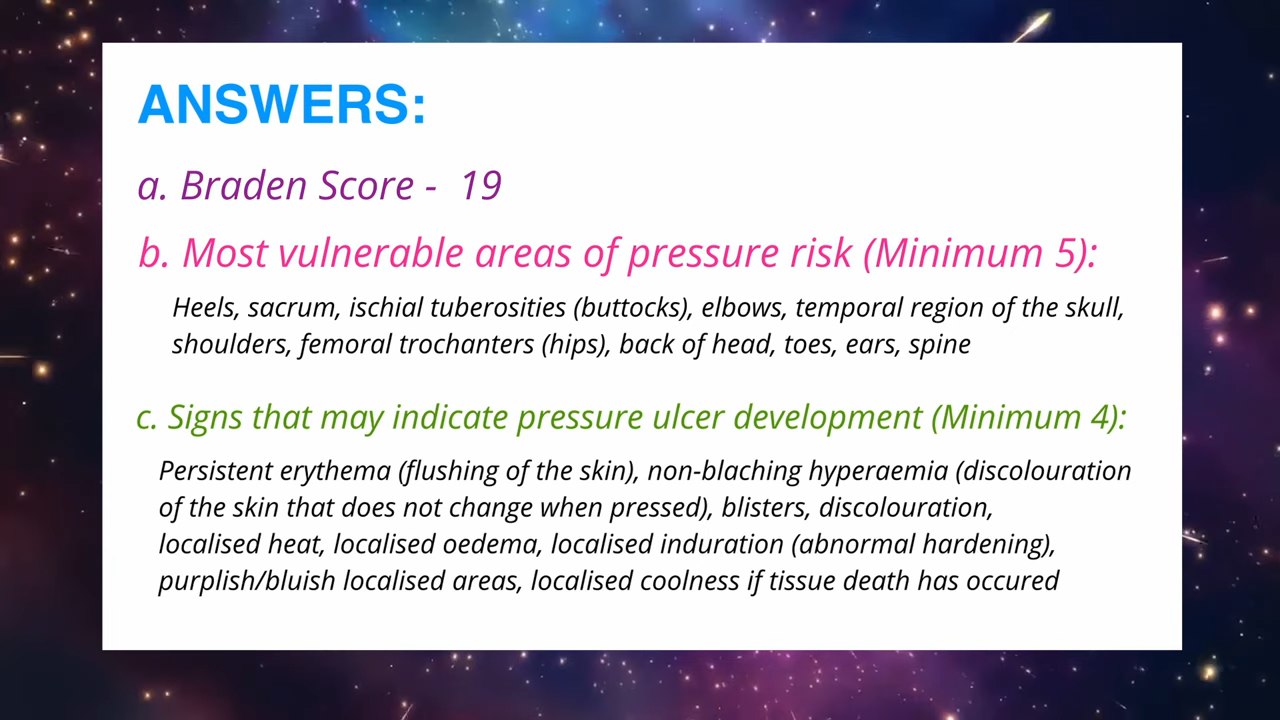 ANSWERS:
a. Braden Score - 19
b. Most vulnerable areas of pressure risk (Minimum 5):
Heels, sacrum, ischial tuberosities (buttocks), elbows, temporal region of the skull,
shoulders, femoral trochanters (hips), back of head, toes, ears, spine
c. Signs that may indicate pressure ulcer development (Minimum 4):
Persistent erythema (flushing of the skin), non-blaching hyperaemia (discolouration
of the skin that does not change when pressed), blisters, discolouration,
localised heat, localised oedema, localised induration (abnormal hardening),
purplish/bluish localised areas, localised coolness if tissue death has occured